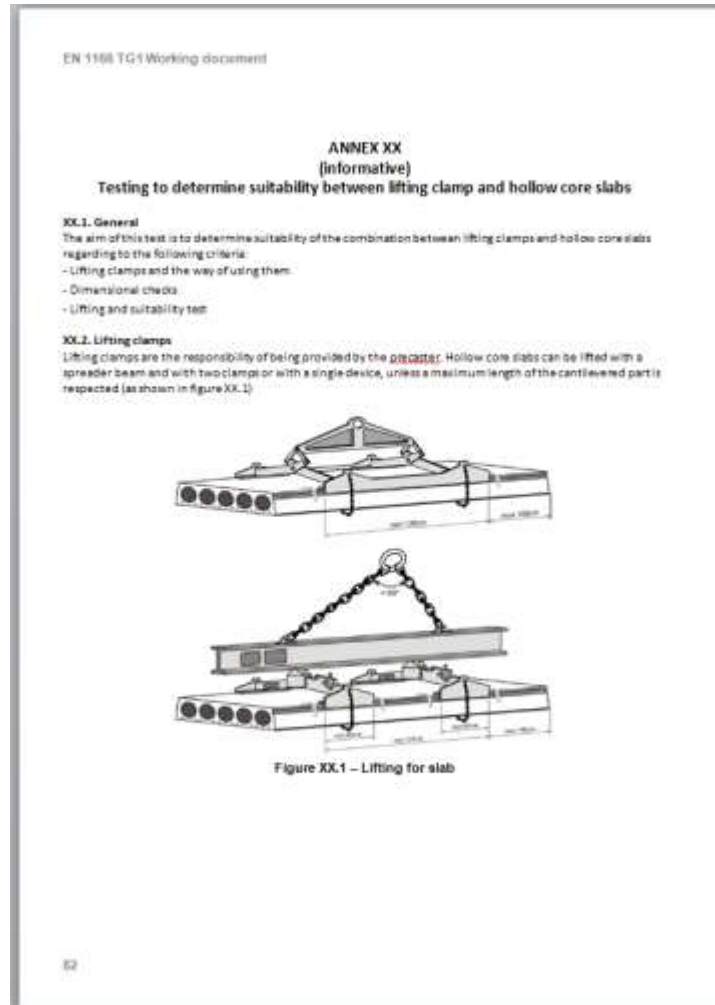 EN 1168 TG1 Working document
ANNEX XX
(informative)
Testing to determine suitability between lifting clamp and hollow core slabs
XX.1. General
The aim of this test is to determine suitability of the combination between lifting clamps and hollow core slabs
regarding to the following criteria:
- Lifting clamps and the way of using them
- Dimensional checks
- Lifting and suitability test
XX.2. Lifting clamps
Lifting clamps are the responsibility of being provided by the precaster. Hollow core slabs can be lifted with a
spreader beam and with two clamps or with a single device, unless a maximum length of the cantilevered part is
respected (as shown in figure XX.1)
Figure XX.1 – Lifting for slab
62